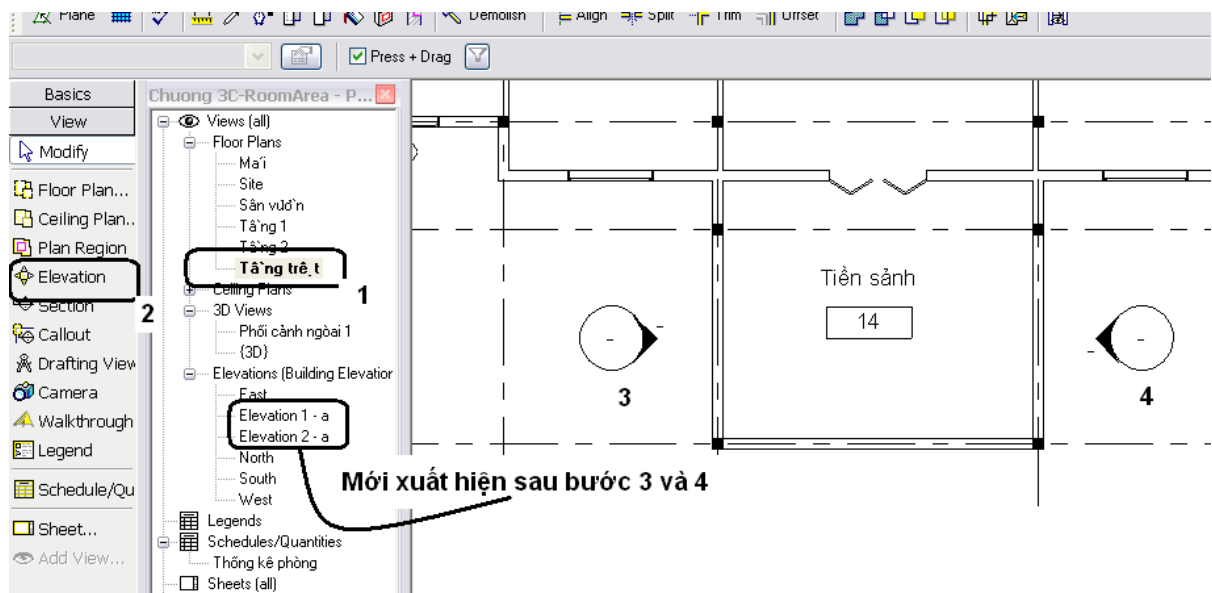 Plane Demolish Align Split Trim Offset
Press + Drag
Basics
View
Modify
Floor Plan...
Ceiling Plan..
Plan Region
Elevation
2
Section
Callout
Drafting View
Camera
Walkthrough
Legend
Schedule/Qu
Sheet...
Add View...
Chuong 3C-RoomArea - P...
Views (all)
Floor Plans
Ma´i
Site
Sân vườn
Tâ`ng 1
Tâ`ng 2
Tâ`ng trệ.t
1
Ceiling Plans
3D Views
Phối cảnh ngòai 1
{3D}
Elevations (Building Elevation
East
Elevation 1 - a
Elevation 2 - a
North
South
West
Legends
Schedules/Quantities
Thống kê phòng
Sheets (all)
Mới xuất hiện sau bước 3 và 4
Tiền sảnh
14
- -
3
- -
4